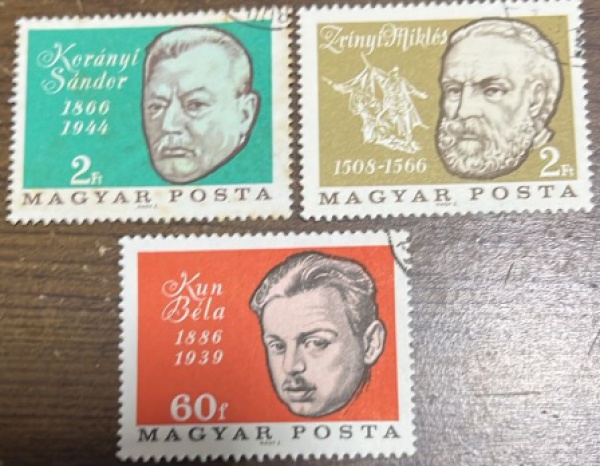 Korányi
Sándor
1866
1944
2Ft
MAGYAR POSTA
Zrínyi Miklós
1508-1566
2Ft
MAGYAR POSTA
Kun
Béla
1886
1939
60f
MAGYAR POSTA